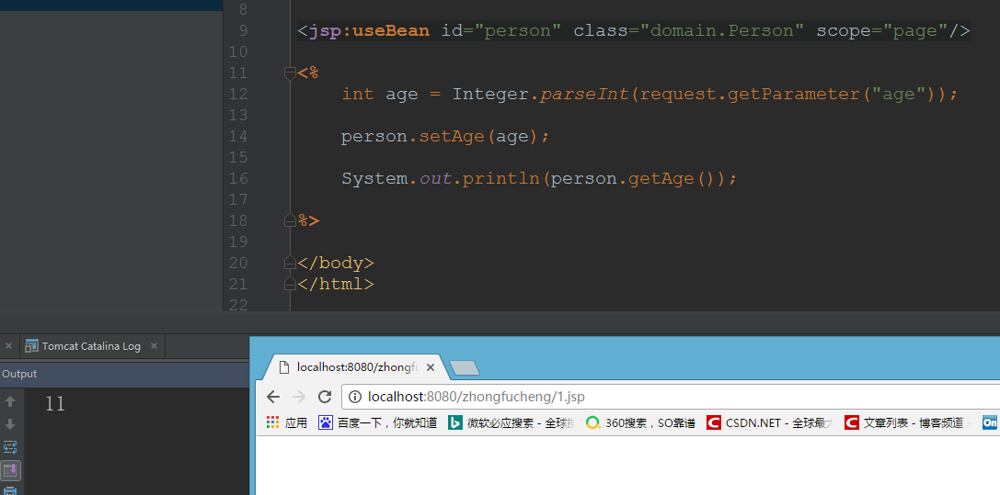 8
9 <jsp:useBean id="person" class="domain.Person" scope="page"/>
10
11 <%
12 int age = Integer.parseInt(request.getParameter("age"));
13
14 person.setAge(age);
15
16 System.out.println(person.getAge());
17
18 %>
19
20 </body>
21 </html>
22
Tomcat Catalina Log
Output
11
localhost:8080/zhongfu
localhost:8080/zhongfucheng/1.jsp
应用 百度一下，你就知道 微软必应搜索 - 全球 360搜索，SO靠谱 CSDN.NET - 全球最 文章列表 - 博客频道 - On